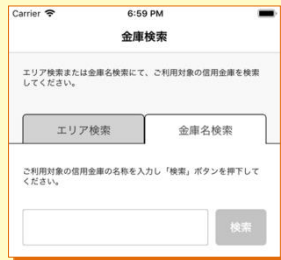 Carrier 6:59 PM
金庫検索
エリア検索または金庫名検索にて、ご利用対象の信用金庫を検索
してください。
エリア検索 金庫名検索
ご利用対象の信用金庫の名称を入力し「検索」ボタンを押下して
ください。
検索